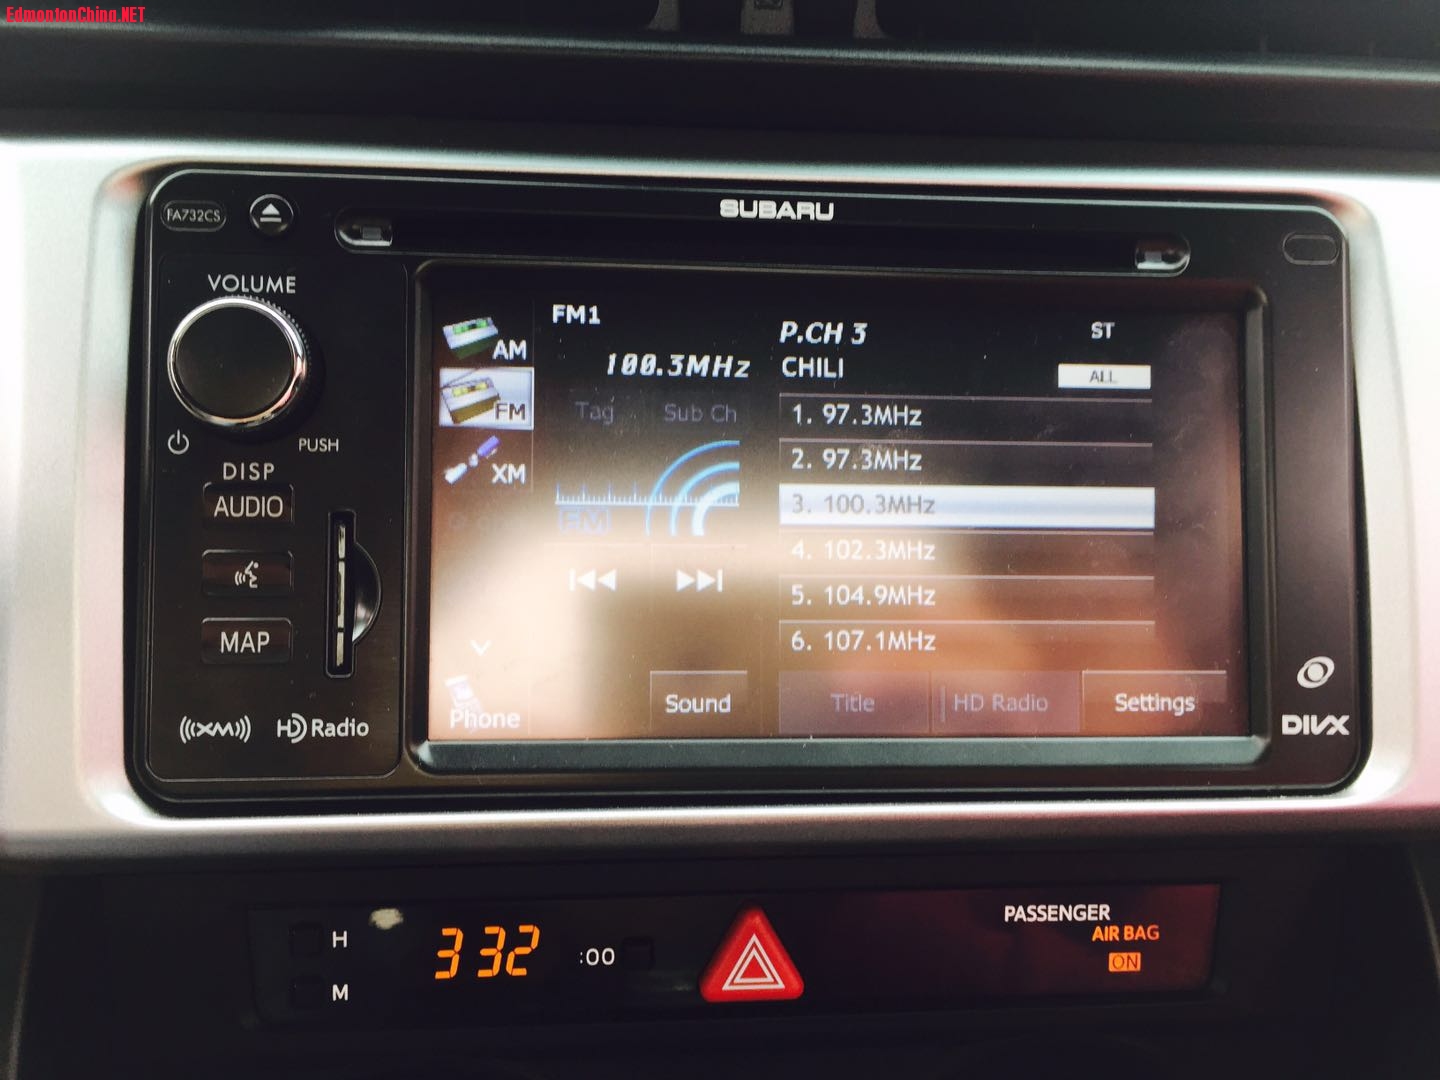 EdmontonChina.NET
FA732CS
SUBARU
VOLUME
PUSH
DISP
AUDIO
MAP
((XM))
HD Radio
AM
FM
XM
Phone
FM1
100.3MHz
Tag
Sub Ch
FM
Sound
P.CH 3
ST
CHILI
ALL
1. 97.3MHz
2. 97.3MHz
3. 100.3MHz
4. 102.3MHz
5. 104.9MHz
6. 107.1MHz
Title
HD Radio
Settings
DIVX
H
M
3 32
:00
PASSENGER
AIR BAG
ON